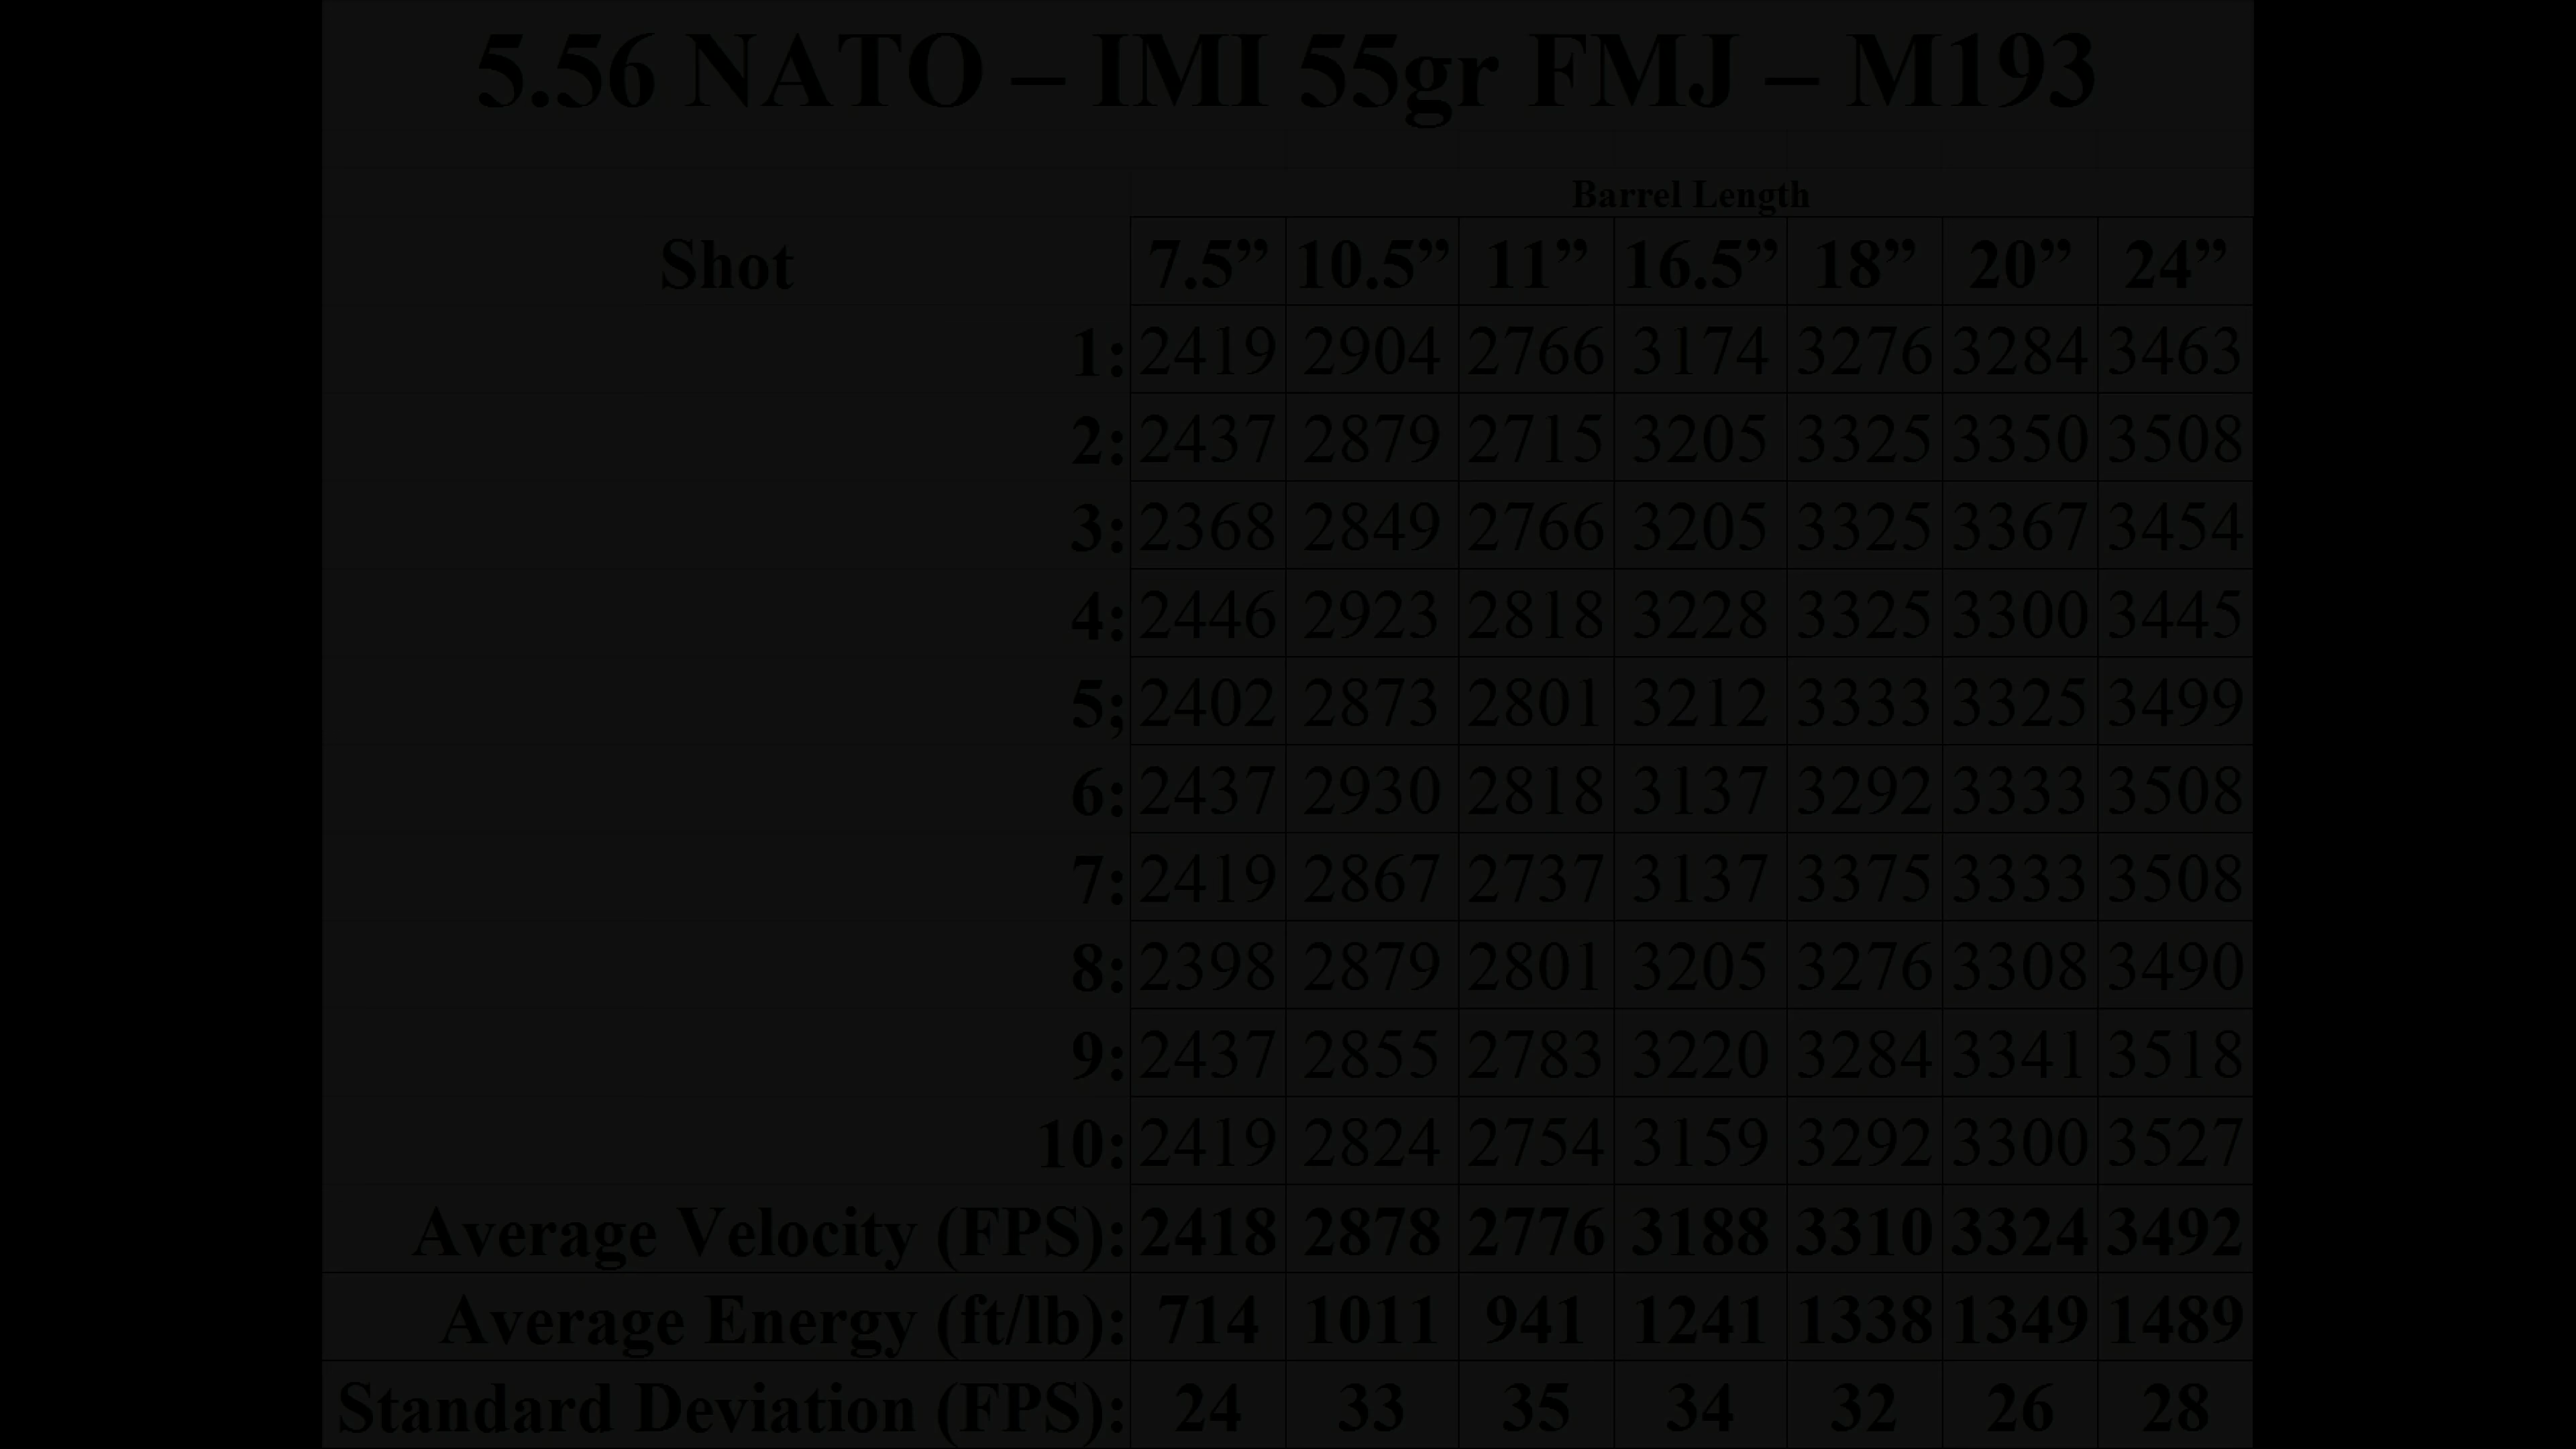 5.56 NATO – IMI 55gr FMJ – M193
Barrel Length
Shot 7.5” 10.5” 11” 16.5” 18” 20” 24”
1: 2419 2904 2766 3174 3276 3284 3463
2: 2437 2879 2715 3205 3325 3350 3508
3: 2368 2849 2766 3205 3325 3367 3454
4: 2446 2923 2818 3228 3325 3300 3445
5; 2402 2873 2801 3212 3333 3325 3499
6: 2437 2930 2818 3137 3292 3333 3508
7: 2419 2867 2737 3137 3375 3333 3508
8: 2398 2879 2801 3205 3276 3308 3490
9: 2437 2855 2783 3220 3284 3341 3518
10: 2419 2824 2754 3159 3292 3300 3527
Average Velocity (FPS): 2418 2878 2776 3188 3310 3324 3492
Average Energy (ft/lb): 714 1011 941 1241 1338 1349 1489
Standard Deviation (FPS): 24 33 35 34 32 26 28